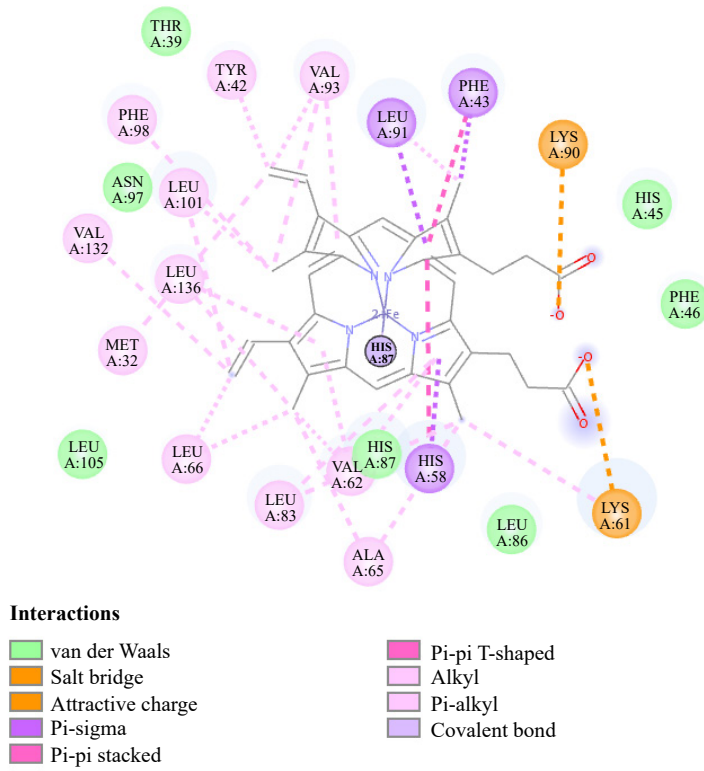 THR
A:39
TYR
A:42
VAL
A:93
PHE
A:43
LEU
A:91
PHE
A:98
LYS
A:90
ASN
A:97
LEU
A:101
HIS
A:45
VAL
A:132
LEU
A:136
N
N
O
PHE
A:46
2-Fe
-O
MET
A:32
N
N
HIS
A:87
-O
O
LEU
A:105
LEU
A:66
VAL
A:62
HIS
A:87
HIS
A:58
LEU
A:83
LYS
A:61
LEU
A:86
ALA
A:65
Interactions
van der Waals
Salt bridge
Attractive charge
Pi-sigma
Pi-pi stacked
Pi-pi T-shaped
Alkyl
Pi-alkyl
Covalent bond